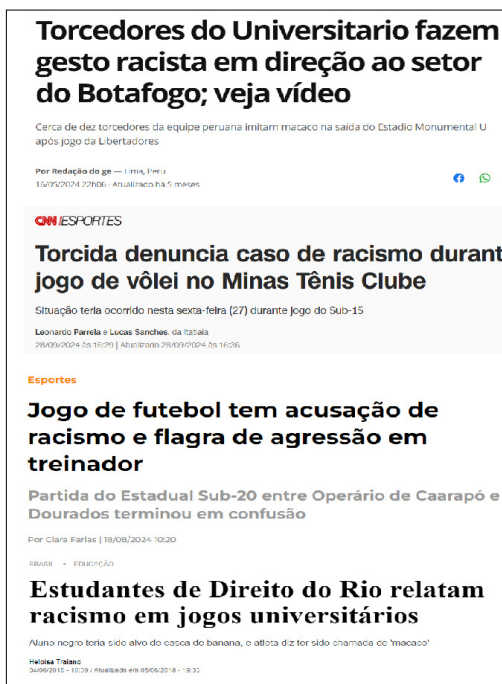 Torcedores do Universitario fazem
gesto racista em direção ao setor
do Botafogo; veja vídeo
Cerca de dez torcedores da equipe peruana imitam macaco na saída do Estadio Monumental U
após jogo da Libertadores
Por Redação do ge — Lima, Peru
16/05/2024 22h06 · Atualizado há 5 meses
CNN ESPORTES
Torcida denuncia caso de racismo durant
jogo de vôlei no Minas Tênis Clube
Situação teria ocorrido nesta sexta-feira (27) durante jogo do Sub-15
Leonardo Parrela e Lucas Sanches, da Itatiaia
28/09/2024 às 16:29 | Atualizado 28/09/2024 às 16:36
Esportes
Jogo de futebol tem acusação de
racismo e flagra de agressão em
treinador
Partida do Estadual Sub-20 entre Operário de Caarapó e
Dourados terminou em confusão
Por Clara Farias | 18/08/2024 10:20
BRASIL • EDUCAÇÃO
Estudantes de Direito do Rio relatam
racismo em jogos universitários
Aluno negro teria sido alvo de casca de banana, e atleta diz ter sido chamada de 'macaco'
Heloisa Traiano
04/06/2018 - 10:39 / Atualizado em 05/06/2018 - 19:33